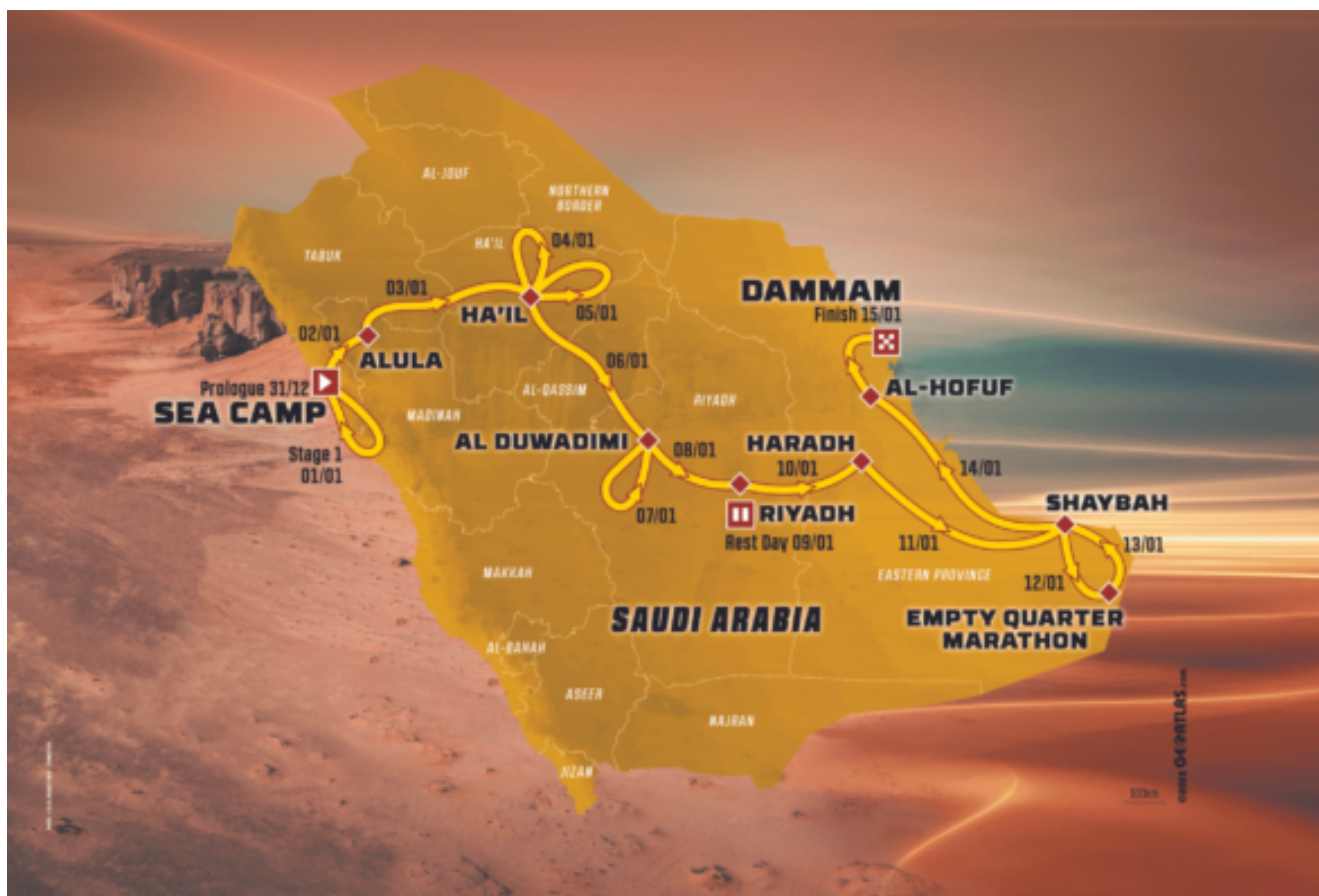 AL-JOUF
NORTHERN
BORDER
HA'IL
TABUK
04/01
03/01
05/01
HA'IL
DAMMAM
Finish 15/01
02/01
ALULA
06/01
Prologue 31/12
SEA CAMP
AL-QASSIM
RIYADH
AL-HOFUF
MADINAH
AL DUWADIMI
08/01
HARADH
10/01
Stage 1
01/01
14/01
07/01
RIYADH
Rest Day 09/01
SHAYBAH
11/01
13/01
MAKKAH
EASTERN PROVINCE
12/01
SAUDI ARABIA
EMPTY QUARTER
MARATHON
AL-BAHAH
ASEER
NAJRAN
JIZAN
100km
GEOATLAS.com